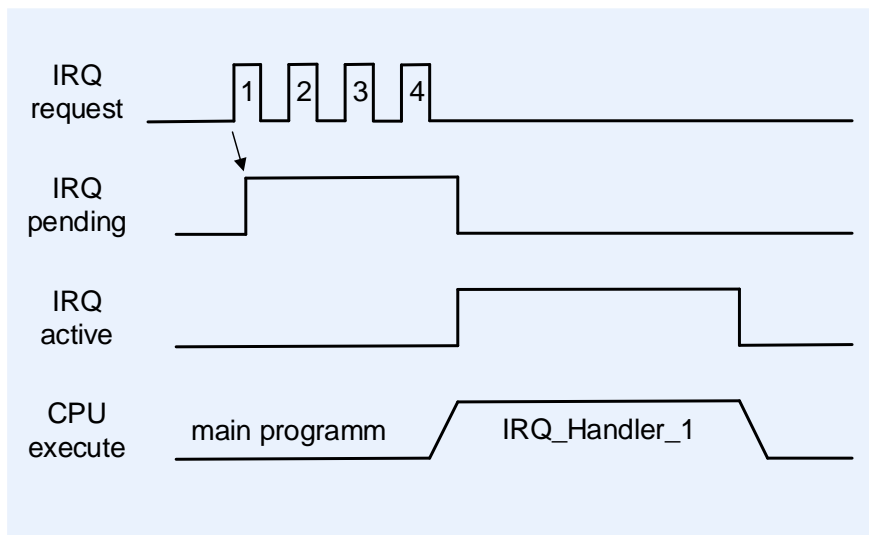 IRQ
request
1 2 3 4
IRQ
pending
IRQ
active
CPU
execute
main programm
IRQ_Handler_1